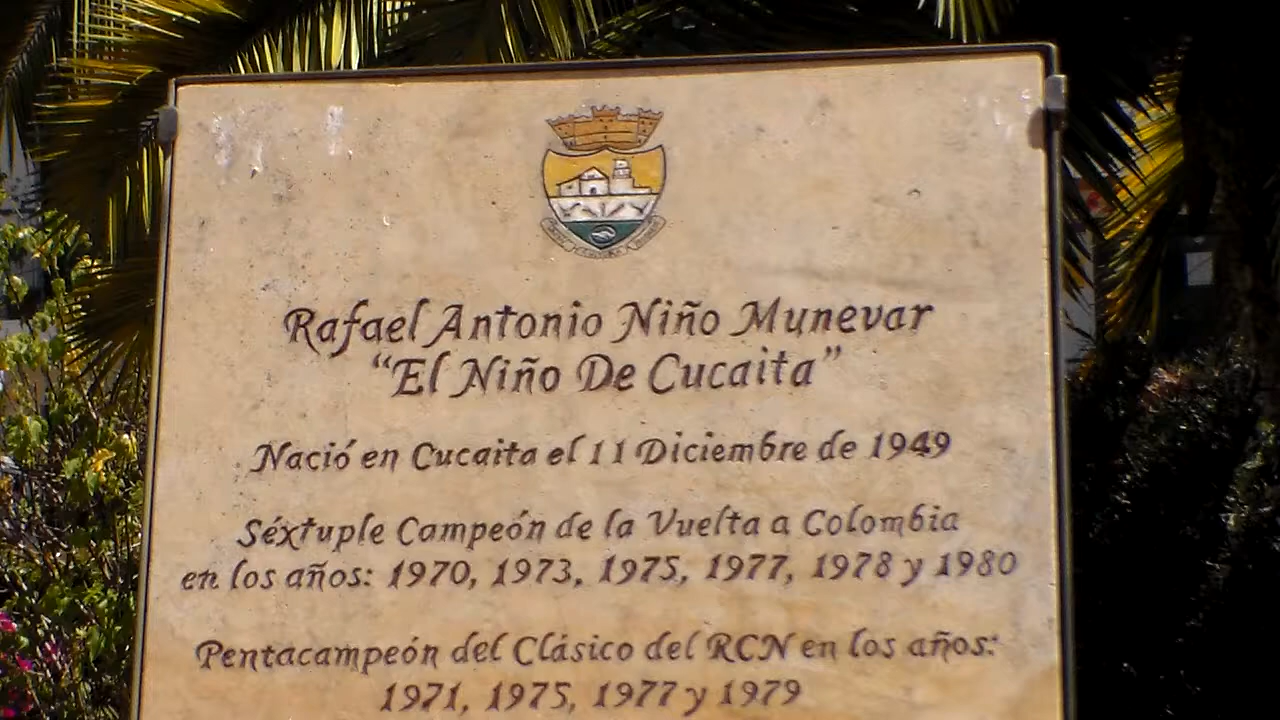 Rafael Antonio Niño Munevar
“El Niño De Cucaita”
Nació en Cucaita el 11 Diciembre de 1949
Séxtuple Campeón de la Vuelta a Colombia
en los años: 1970, 1973, 1975, 1977, 1978 y 1980
Pentacampeón del Clásico del RCN en los años:
1971, 1975, 1977 y 1979